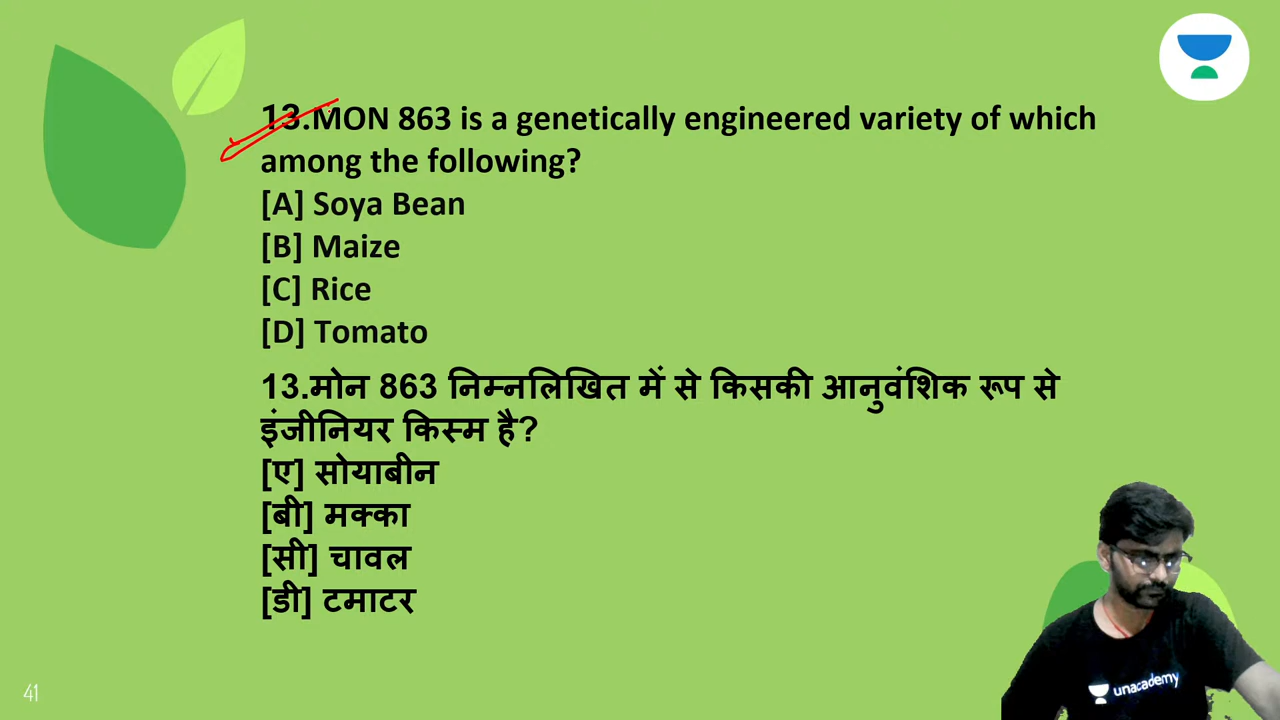 13.MON 863 is a genetically engineered variety of which
among the following?
[A] Soya Bean
[B] Maize
[C] Rice
[D] Tomato
13.मोन 863 निम्नलिखित में से किसकी आनुवंशिक रूप से
इंजीनियर किस्म है?
[ए] सोयाबीन
[बी] मक्का
[सी] चावल
[डी] टमाटर
unacademy
41